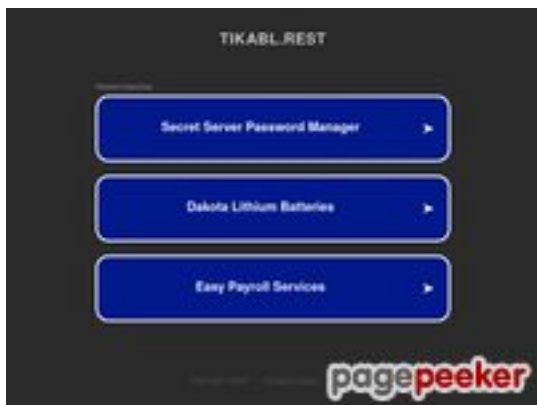 TIKABL.REST
Secret Server Password Manager
Dakota Lithium Batteries
Easy Payroll Services
pagepeeker